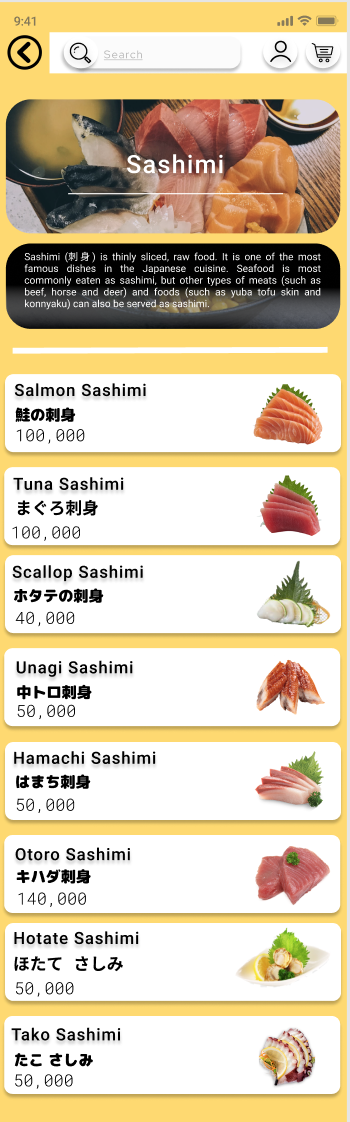 9:41
Search
Sashimi
Sashimi (刺身) is thinly sliced, raw food. It is one of the most
famous dishes in the Japanese cuisine. Seafood is most
commonly eaten as sashimi, but other types of meats (such as
beef, horse and deer) and foods (such as yuba tofu skin and
konnyaku) can also be served as sashimi.
Salmon Sashimi
鮭の刺身
100,000
Tuna Sashimi
まぐろ刺身
100,000
Scallop Sashimi
ホタテの刺身
40,000
Unagi Sashimi
中トロ刺身
50,000
Hamachi Sashimi
はまち刺身
50,000
Otoro Sashimi
キハダ刺身
140,000
Hotate Sashimi
ほたて さしみ
50,000
Tako Sashimi
たこ さしみ
50,000